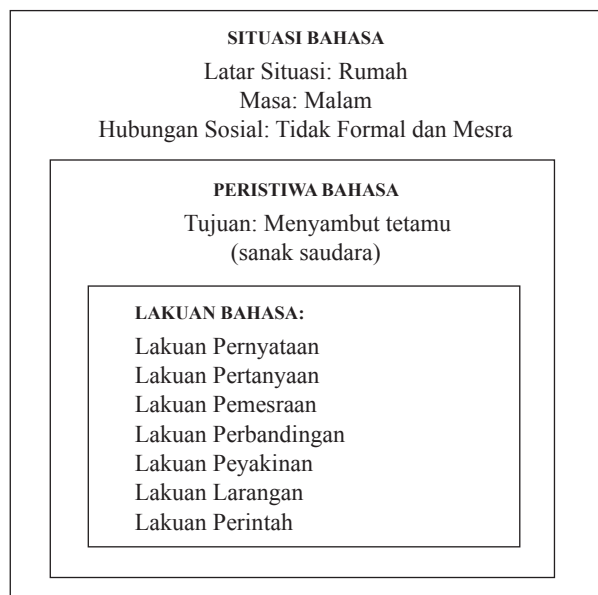 SITUASI BAHASA
Latar Situasi: Rumah
Masa: Malam
Hubungan Sosial: Tidak Formal dan Mesra
PERISTIWA BAHASA
Tujuan: Menyambut tetamu
(sanak saudara)
LAKUAN BAHASA:
Lakuan Pernyataan
Lakuan Pertanyaan
Lakuan Pemesraan
Lakuan Perbandingan
Lakuan Peyakinan
Lakuan Larangan
Lakuan Perintah